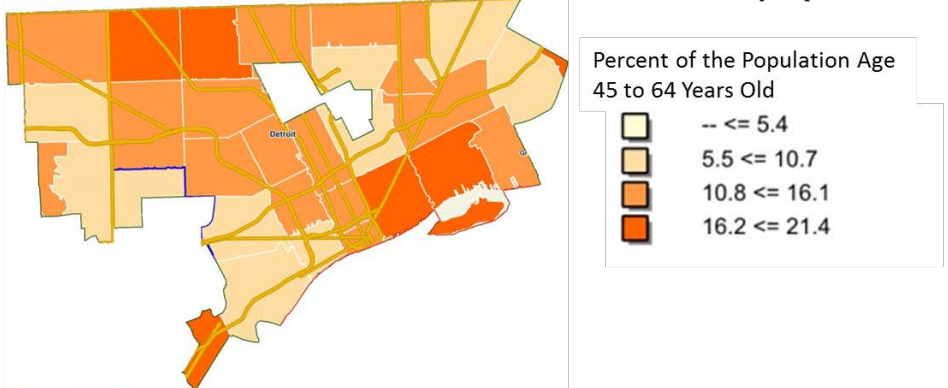 Percent of the Population Age
45 to 64 Years Old
-- <= 5.4
5.5 <= 10.7
10.8 <= 16.1
16.2 <= 21.4
Detroit